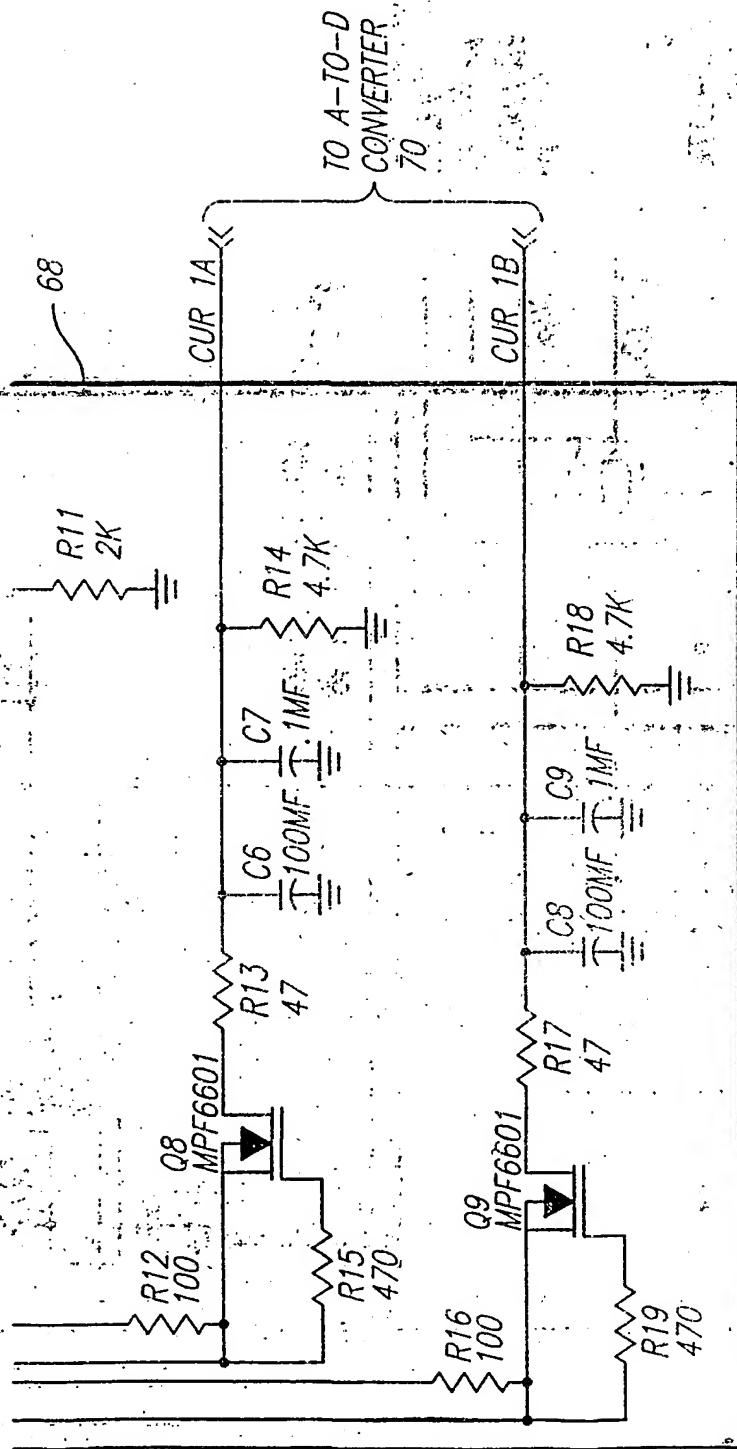 68
R11
2K
CUR 1A
TO A-TO-D
CONVERTER
70
R12
100
Q8
MPF6601
R13
47
C6
100MF
C7
.1MF
R14
4.7K
R15
470
CUR 1B
R16
100
Q9
MPF6601
R17
47
C8
100MF
C9
.1MF
R18
4.7K
R19
470